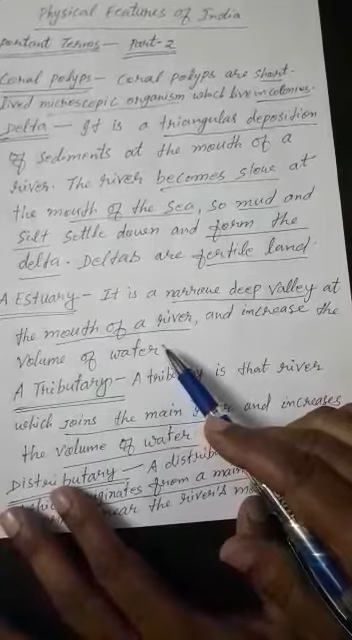 Physical Features of India
portant Terms - Part-2
Coral polyps - Coral polyps are short-
lived microscopic organism which live in colonies.
Delta - It is a triangular deposition
of sediments at the mouth of a
river. The river becomes slow at
the mouth of the sea, so mud and
silt settle down and form the
delta. Deltas are fertile land.
A Estuary - It is a narrow deep valley at
the mouth of a river, and increase the
volume of water
A Tributary - A is that river
which joins the main and increases
the volume of water
Distributary - A
from a main
near the river's